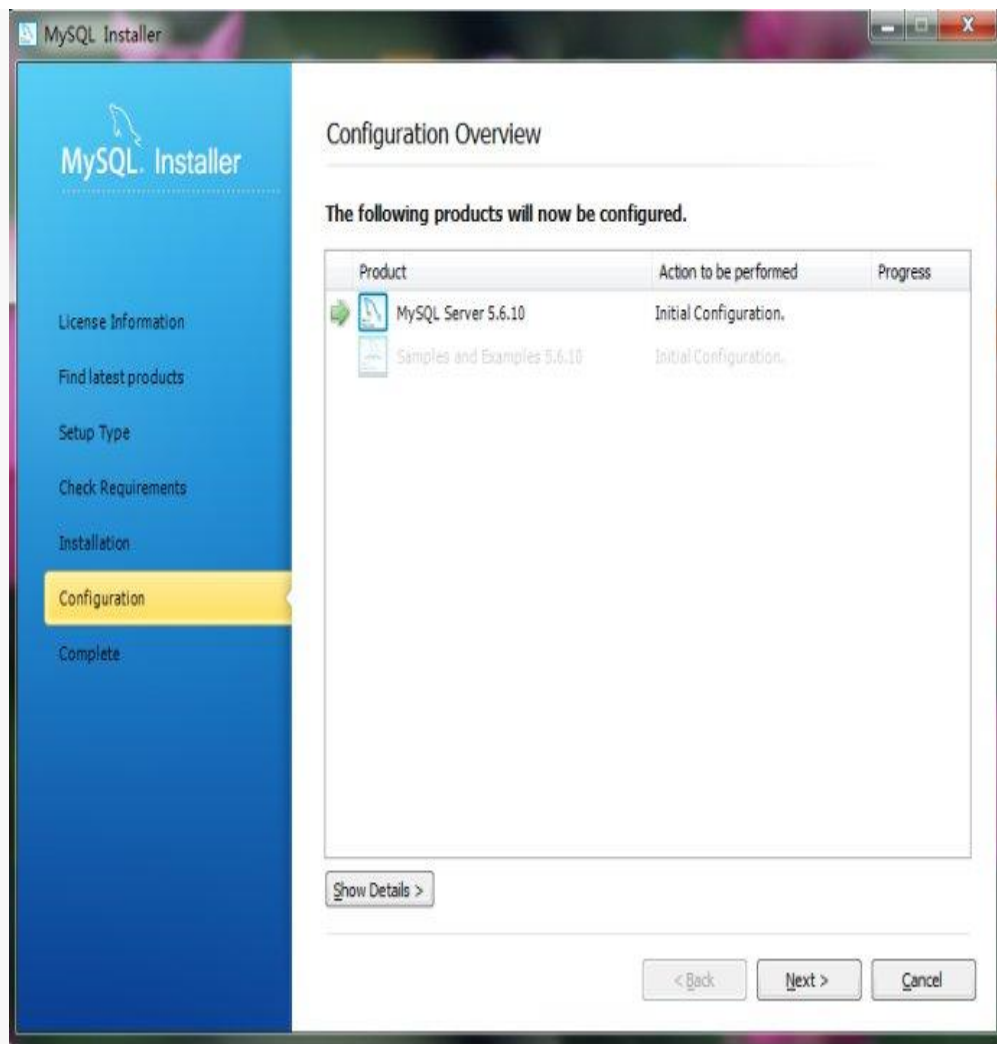 MySQL Installer
MySQL. Installer
License Information
Find latest products
Setup Type
Check Requirements
Installation
Configuration
Complete
Configuration Overview
The following products will now be configured.
Product Action to be performed Progress
MySQL Server 5.6.10 Initial Configuration.
Samples and Examples 5.6.10 Initial Configuration.
Show Details >
< Back Next > Cancel